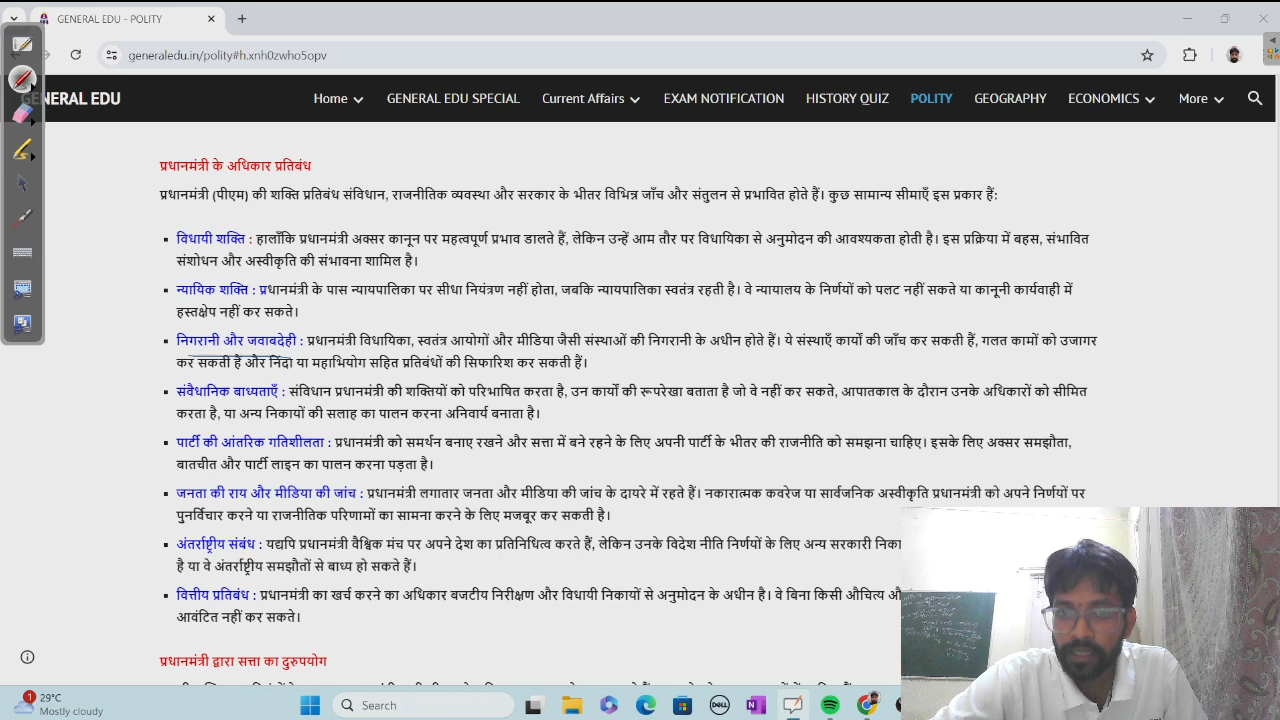 GENERAL EDU - POLITY
generaledu.in/polity#h.xnh0zwho5opv
GENERAL EDU
Home
GENERAL EDU SPECIAL
Current Affairs
EXAM NOTIFICATION
HISTORY QUIZ
POLITY
GEOGRAPHY
ECONOMICS
More
प्रधानमंत्री के अधिकार प्रतिबंध
प्रधानमंत्री (पीएम) की शक्ति प्रतिबंध संविधान, राजनीतिक व्यवस्था और सरकार के भीतर विभिन्न जाँच और संतुलन से प्रभावित होते हैं। कुछ सामान्य सीमाएँ इस प्रकार हैं:
विधायी शक्ति : हालाँकि प्रधानमंत्री अक्सर कानून पर महत्वपूर्ण प्रभाव डालते हैं, लेकिन उन्हें आम तौर पर विधायिका से अनुमोदन की आवश्यकता होती है। इस प्रक्रिया में बहस, संभावित
संशोधन और अस्वीकृति की संभावना शामिल है।
न्यायिक शक्ति : प्रधानमंत्री के पास न्यायपालिका पर सीधा नियंत्रण नहीं होता, जबकि न्यायपालिका स्वतंत्र रहती है। वे न्यायालय के निर्णयों को पलट नहीं सकते या कानूनी कार्यवाही में
हस्तक्षेप नहीं कर सकते।
निगरानी और जवाबदेही : प्रधानमंत्री विधायिका, स्वतंत्र आयोगों और मीडिया जैसी संस्थाओं की निगरानी के अधीन होते हैं। ये संस्थाएँ कार्यों की जाँच कर सकती हैं, गलत कामों को उजागर
कर सकती हैं और निंदा या महाभियोग सहित प्रतिबंधों की सिफारिश कर सकती हैं।
संवैधानिक बाध्यताएँ : संविधान प्रधानमंत्री की शक्तियों को परिभाषित करता है, उन कार्यों की रूपरेखा बताता है जो वे नहीं कर सकते, आपातकाल के दौरान उनके अधिकारों को सीमित
करता है, या अन्य निकायों की सलाह का पालन करना अनिवार्य बनाता है।
पार्टी की आंतरिक गतिशीलता : प्रधानमंत्री को समर्थन बनाए रखने और सत्ता में बने रहने के लिए अपनी पार्टी के भीतर की राजनीति को समझना चाहिए। इसके लिए अक्सर समझौता,
बातचीत और पार्टी लाइन का पालन करना पड़ता है।
जनता की राय और मीडिया की जांच : प्रधानमंत्री लगातार जनता और मीडिया की जांच के दायरे में रहते हैं। नकारात्मक कवरेज या सार्वजनिक अस्वीकृति प्रधानमंत्री को अपने निर्णयों पर
पुनर्विचार करने या राजनीतिक परिणामों का सामना करने के लिए मजबूर कर सकती है।
अंतर्राष्ट्रीय संबंध : यद्यपि प्रधानमंत्री वैश्विक मंच पर अपने देश का प्रतिनिधित्व करते हैं, लेकिन उनके विदेश नीति निर्णयों के लिए अन्य सरकारी
है या वे अंतर्राष्ट्रीय समझौतों से बाध्य हो सकते हैं।
वित्तीय प्रतिबंध : प्रधानमंत्री का खर्च करने का अधिकार बजटीय निरीक्षण और विधायी निकायों से अनुमोदन के अधीन है। वे बिना किसी औचित्य
आवंटित नहीं कर सकते।
प्रधानमंत्री द्वारा सत्ता का दुरुपयोग
1
29°C
Mostly cloudy
Search
DELL